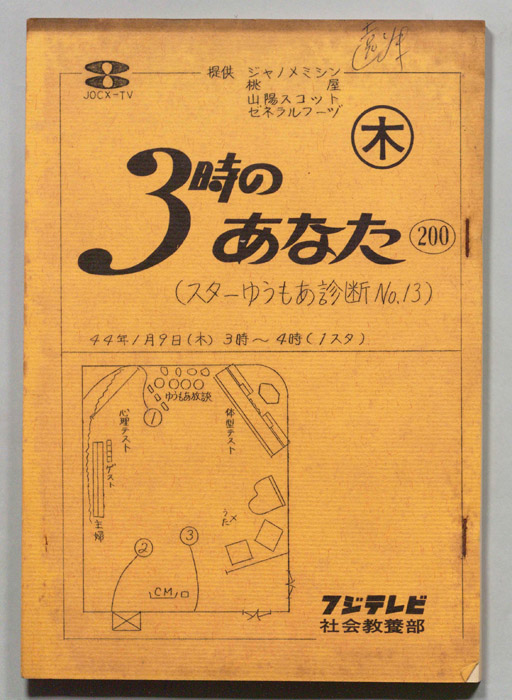 JOCX-TV
提供 ジャノメミシン
桃屋
山陽スコット
ゼネラルフーヅ
木
3時の
あなた
200
(スターゆうもあ診断No.13)
44年1月9日(木) 3時〜4時(1スタ)
ゆうもあ放談
1
心理テスト
体型テスト
ゲスト
主婦
うた
2
3
CM
フジテレビ
社会教養部